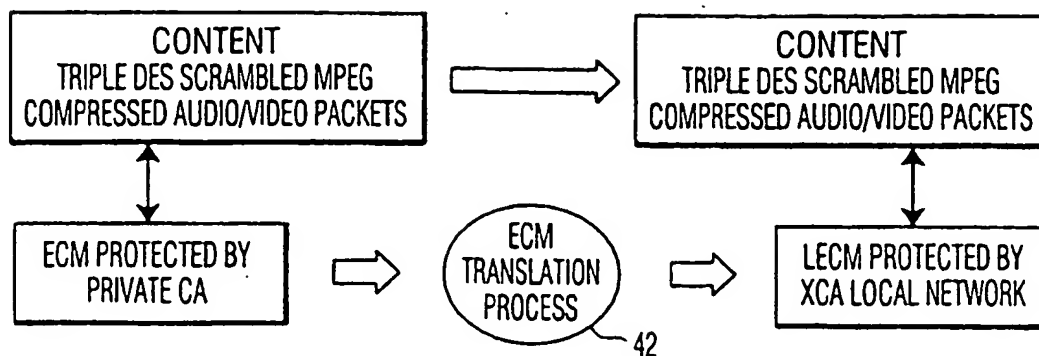 CONTENT
TRIPLE DES SCRAMBLED MPEG
COMPRESSED AUDIO/VIDEO PACKETS
CONTENT
TRIPLE DES SCRAMBLED MPEG
COMPRESSED AUDIO/VIDEO PACKETS
ECM PROTECTED BY
PRIVATE CA
ECM
TRANSLATION
PROCESS
42
LECM PROTECTED BY
XCA LOCAL NETWORK